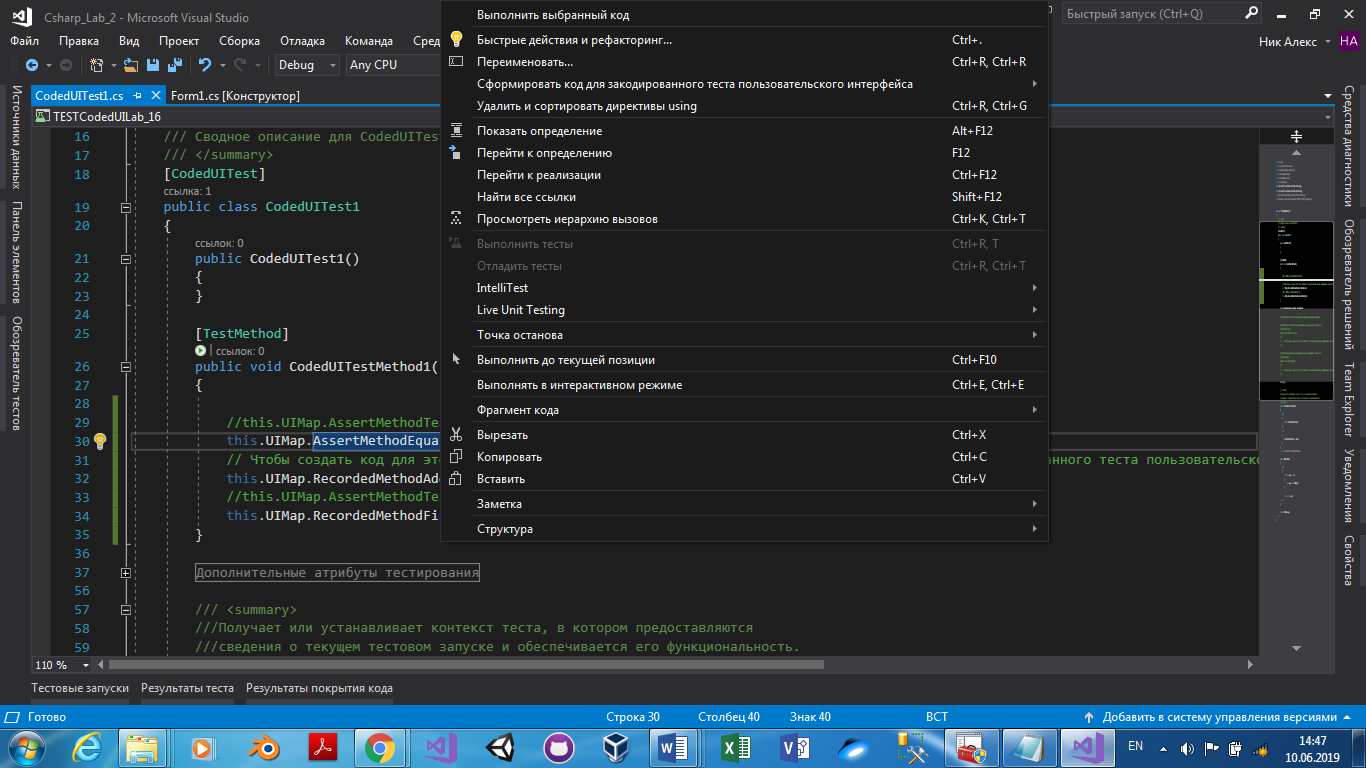 Csharp_Lab_2 - Microsoft Visual Studio
Быстрый запуск (Ctrl+Q)
Файл Правка Вид Проект Сборка Отладка Команда Сред
Ник Алекс НА
Debug Any CPU
CodedUITest1.cs Form1.cs [Конструктор]
TESTCodedUILab_16
Источники данных
Панель элементов
Обозреватель тестов
16 /// Сводное описание для CodedUITes
17 /// </summary>
18 [CodedUITest]
ссылка: 1
19 public class CodedUITest1
20 {
ссылок: 0
21 public CodedUITest1()
22 {
23 }
24
25 [TestMethod]
ссылок: 0
26 public void CodedUITestMethod1(
27 {
28
29 //this.UIMap.AssertMethodTe
30 this.UIMap.AssertMethodEqua
31 // Чтобы создать код для это
нного теста пользовательско
32 this.UIMap.RecordedMethodAd
33 //this.UIMap.AssertMethodTe
34 this.UIMap.RecordedMethodFi
35 }
36
37 Дополнительные атрибуты тестирования
56
57 /// <summary>
58 ///Получает или устанавливает контекст теста, в котором предоставляются
59 ///сведения о текущем тестовом запуске и обеспечивается его функциональность.
Выполнить выбранный код
Быстрые действия и рефакторинг... Ctrl+.
Переименовать... Ctrl+R, Ctrl+R
Сформировать код для закодированного теста пользовательского интерфейса
Удалить и сортировать директивы using Ctrl+R, Ctrl+G
Показать определение Alt+F12
Перейти к определению F12
Перейти к реализации Ctrl+F12
Найти все ссылки Shift+F12
Просмотреть иерархию вызовов Ctrl+K, Ctrl+T
Выполнить тесты Ctrl+R, T
Отладить тесты Ctrl+R, Ctrl+T
IntelliTest
Live Unit Testing
Точка останова
Выполнить до текущей позиции Ctrl+F10
Выполнять в интерактивном режиме Ctrl+E, Ctrl+E
Фрагмент кода
Вырезать Ctrl+X
Копировать Ctrl+C
Вставить Ctrl+V
Заметка
Структура
Средства диагностики
Обозреватель решений
Team Explorer
Уведомления
Свойства
110 %
Тестовые запуски Результаты теста Результаты покрытия кода
Готово Строка 30 Столбец 40 Знак 40 ВСТ Добавить в систему управления версиями
EN 14:47
10.06.2019